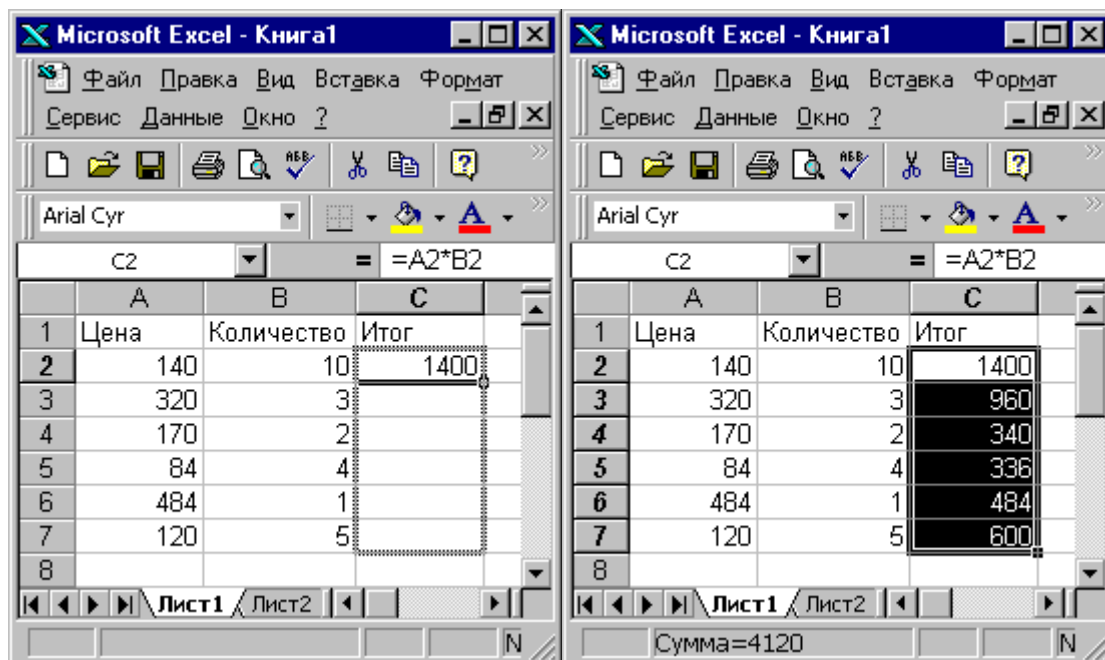 Microsoft Excel - Книга1
Файл Правка Вид Вставка Формат
Сервис Данные Окно ?
АБВ
Arial Cyr
A
C2 = =A2*B2
A B C
1 Цена Количество Итог
2 140 10 1400
3 320 3
4 170 2
5 84 4
6 484 1
7 120 5
8
Лист1 Лист2
N
Microsoft Excel - Книга1
Файл Правка Вид Вставка Формат
Сервис Данные Окно ?
АБВ
Arial Cyr
A
C2 = =A2*B2
A B C
1 Цена Количество Итог
2 140 10 1400
3 320 3 960
4 170 2 340
5 84 4 336
6 484 1 484
7 120 5 600
8
Лист1 Лист2
Сумма=4120 N